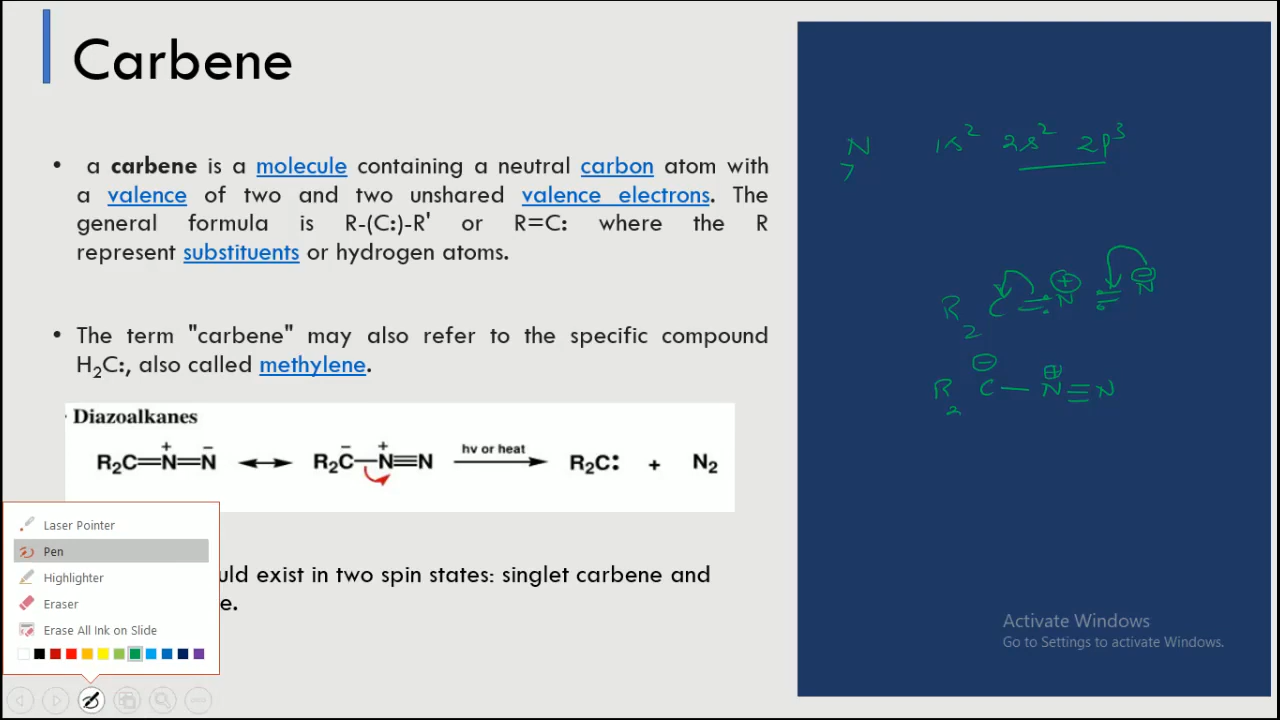 Carbene
• a carbene is a molecule containing a neutral carbon atom with
a valence of two and two unshared valence electrons. The
general formula is R-(C:)-R' or R=C: where the R
represent substituents or hydrogen atoms.
• The term "carbene" may also refer to the specific compound
H₂C:, also called methylene.
· Diazoalkanes
R₂C=N⁺=N⁻ ⟷ R₂C⁻—N⁺≡N hv or heat ⟶ R₂C: + N₂
uld exist in two spin states: singlet carbene and
e.
Laser Pointer
Pen
Highlighter
Eraser
Erase All Ink on Slide
N 1s² 2s² 2p³
7
R₂ C=N⊕=N⊖
R₂ C⊖—N⊕≡N
Activate Windows
Go to Settings to activate Windows.